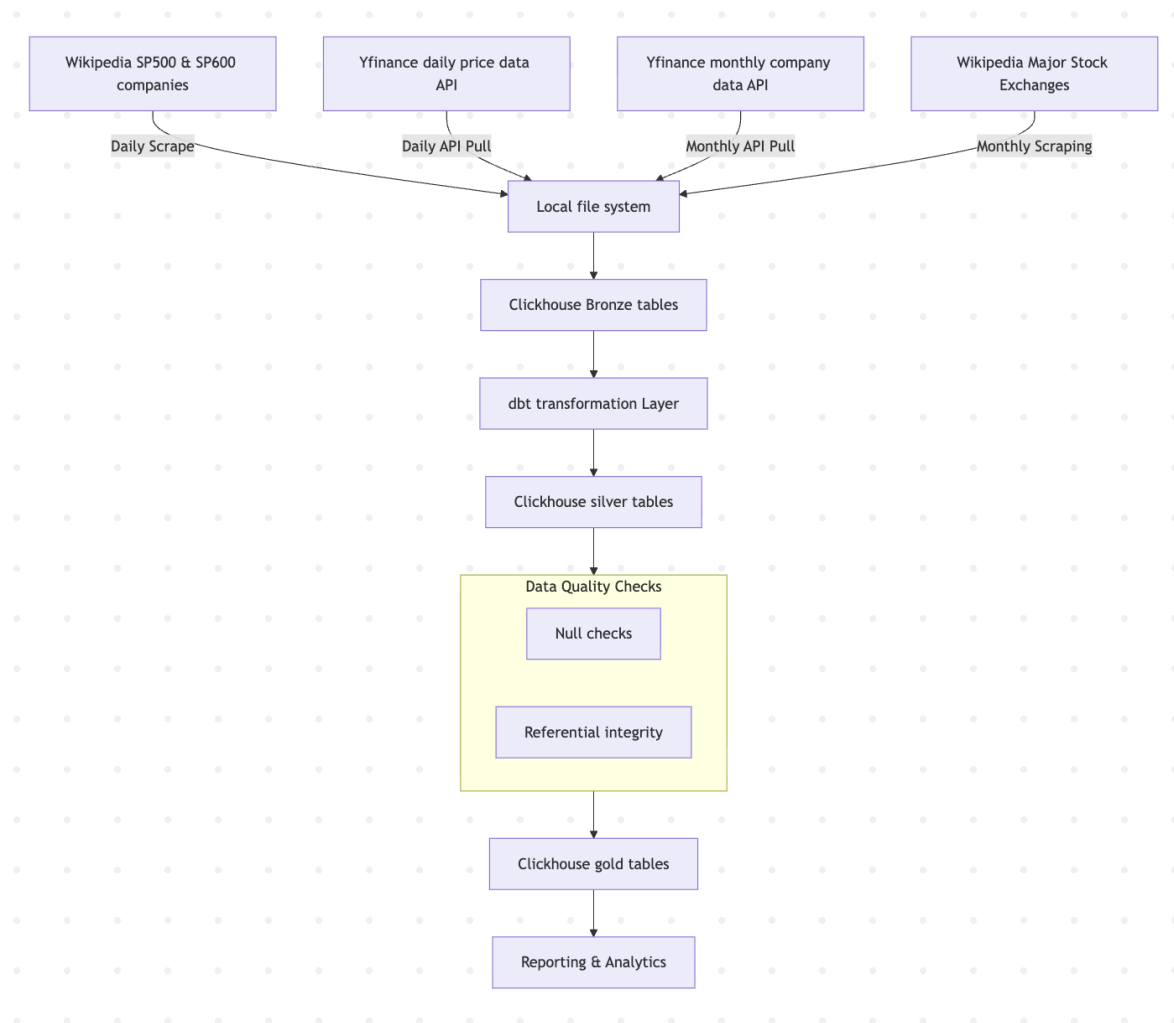 Wikipedia SP500 & SP600
companies
Yfinance daily price data
API
Yfinance monthly company
data API
Wikipedia Major Stock
Exchanges
Daily Scrape
Daily API Pull
Monthly API Pull
Monthly Scraping
Local file system
Clickhouse Bronze tables
dbt transformation Layer
Clickhouse silver tables
Data Quality Checks
Null checks
Referential integrity
Clickhouse gold tables
Reporting & Analytics